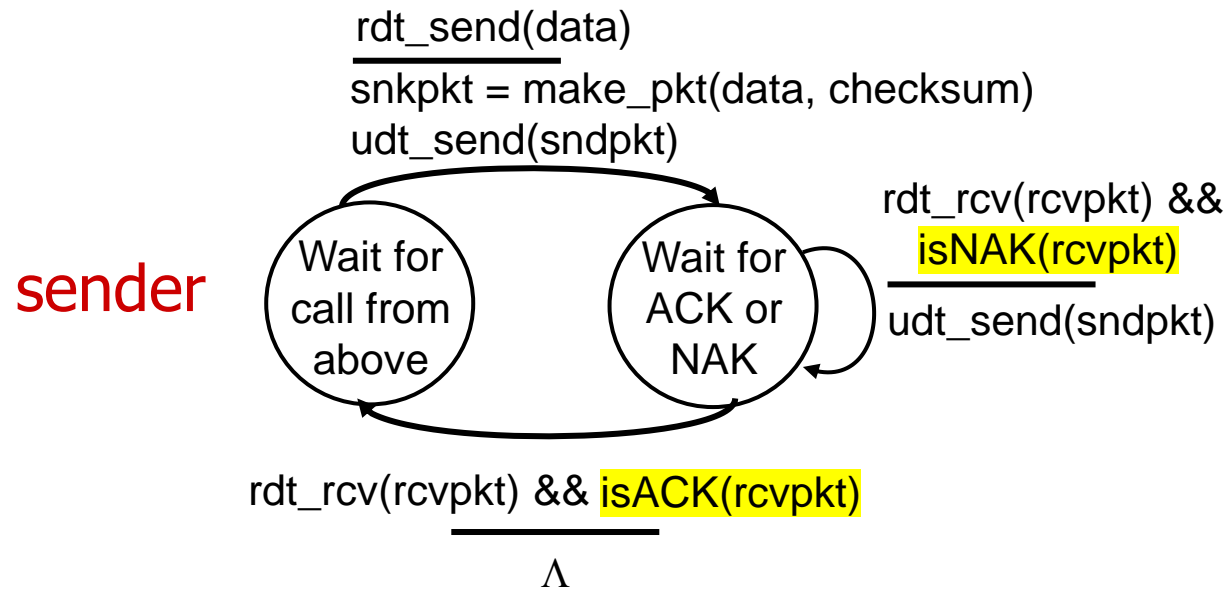 rdt_send(data)
snkpkt = make_pkt(data, checksum)
udt_send(sndpkt)
sender
Wait for
call from
above
Wait for
ACK or
NAK
rdt_rcv(rcvpkt) &&
isNAK(rcvpkt)
udt_send(sndpkt)
rdt_rcv(rcvpkt) && isACK(rcvpkt)
Λ